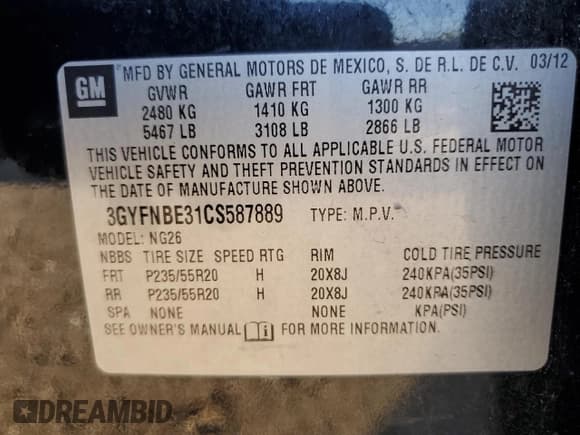 GM MFD BY GENERAL MOTORS DE MEXICO, S. DE R.L. DE C.V. 03/12
GVWR GAWR FRT GAWR RR
2480 KG 1410 KG 1300 KG
5467 LB 3108 LB 2866 LB
THIS VEHICLE CONFORMS TO ALL APPLICABLE U.S. FEDERAL MOTOR
VEHICLE SAFETY AND THEFT PREVENTION STANDARDS IN EFFECT ON
THE DATE OF MANUFACTURE SHOWN ABOVE.
3GYFNBE31CS587889 TYPE: M.P.V.
MODEL: NG26
NBBS TIRE SIZE SPEED RTG RIM COLD TIRE PRESSURE
FRT P235/55R20 H 20X8J 240KPA(35PSI)
RR P235/55R20 H 20X8J 240KPA(35PSI)
SPA NONE NONE KPA(PSI)
SEE OWNER'S MANUAL FOR MORE INFORMATION.
DREAMBID